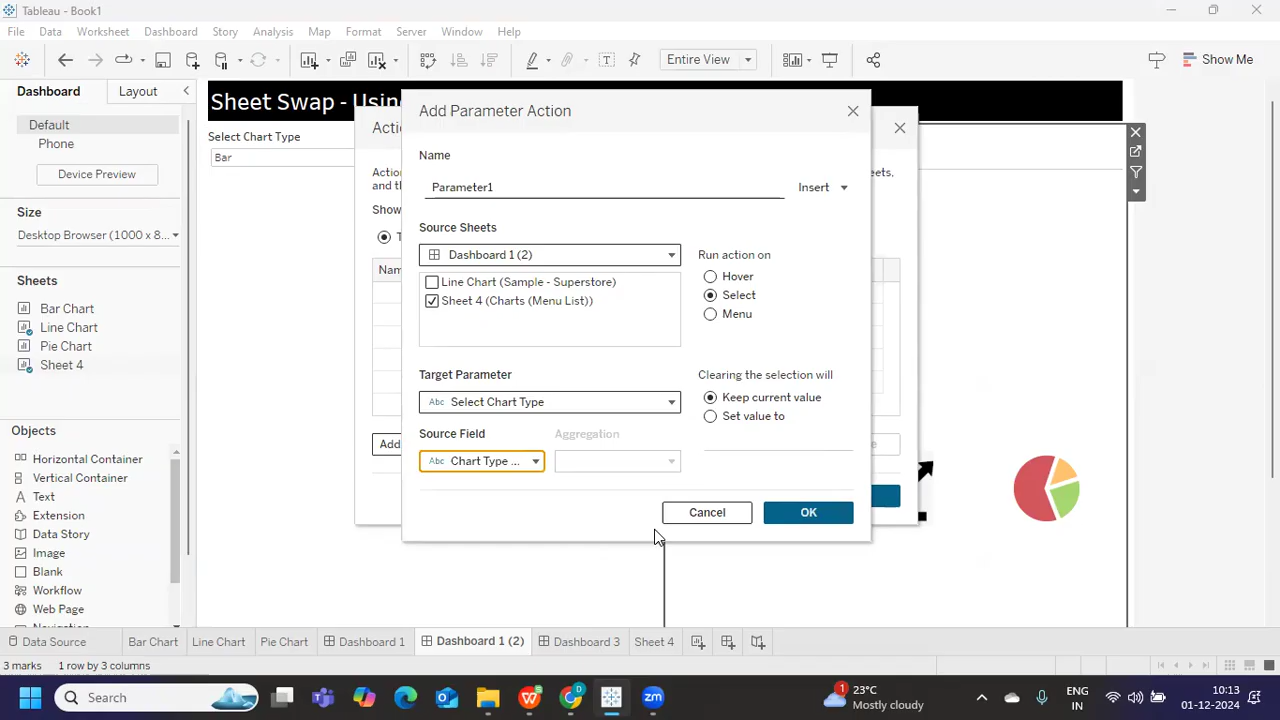 Tableau - Book1
File Data Worksheet Dashboard Story Analysis Map Format Server Window Help
Entire View
Show Me
Dashboard Layout
Default
Phone
Device Preview
Size
Desktop Browser (1000 x 8...
Sheets
Bar Chart
Line Chart
Pie Chart
Sheet 4
Objects
Horizontal Container
Vertical Container
Text
Extension
Data Story
Image
Blank
Workflow
Web Page
Sheet Swap - Using
Select Chart Type
Bar
Add Parameter Action
Name
Parameter1
Insert
Source Sheets
Dashboard 1 (2)
Line Chart (Sample - Superstore)
Sheet 4 (Charts (Menu List))
Run action on
Hover
Select
Menu
Target Parameter
Abc Select Chart Type
Clearing the selection will
Keep current value
Set value to
Source Field
Abc Chart Type ...
Aggregation
Cancel
OK
Data Source Bar Chart Line Chart Pie Chart Dashboard 1 Dashboard 1 (2) Dashboard 3 Sheet 4
3 marks 1 row by 3 columns
Search
1
23°C
Mostly cloudy
ENG
IN
10:13
01-12-2024